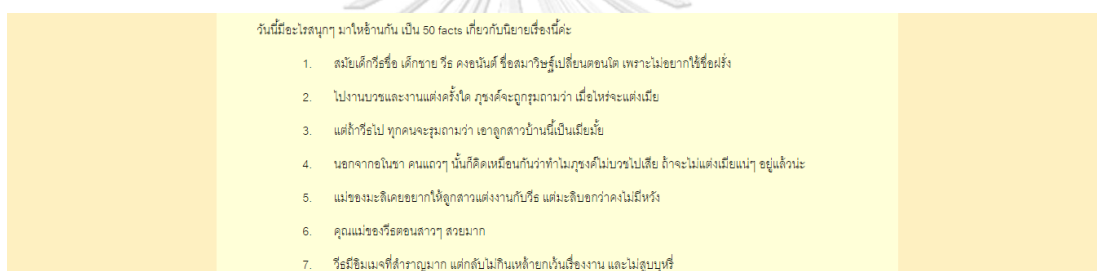 วันนี้มีอะไรสนุกๆ มาให้อ่านกัน เป็น 50 facts เกี่ยวกับนิยายเรื่องนี้ค่ะ
1. สมัยเด็กวีรชื่อ เด็กชาย วีร คงอนันต์ ชื่อสมาวิษฐ์เปลี่ยนตอนโต เพราะไม่อยากใช้ชื่อฝรั่ง
2. ไปงานบวชและงานแต่งครั้งใด ภุชงค์จะถูกรุมถามว่า เมื่อไหร่จะแต่งเมีย
3. แต่ถ้าวีรไป ทุกคนจะรุมถามว่า เอาลูกสาวบ้านนี้เป็นเมียมั้ย
4. นอกจากอโนชา คนแถวๆ นั้นก็คิดเหมือนกันว่าทำไมภุชงค์ไม่บวชไปเสีย ถ้าจะไม่แต่งเมียแน่ๆ อยู่แล้วน่ะ
5. แม่ของมะลิเคยอยากให้ลูกสาวแต่งงานกับวีร แต่มะลิบอกว่าคงไม่มีหวัง
6. คุณแม่ของวีรตอนสาวๆ สวยมาก
7. วีรมีอิมเมจที่สำราญมาก แต่กลับไม่กินเหล้ายกเว้นเรื่องงาน และไม่สูบบุหรี่